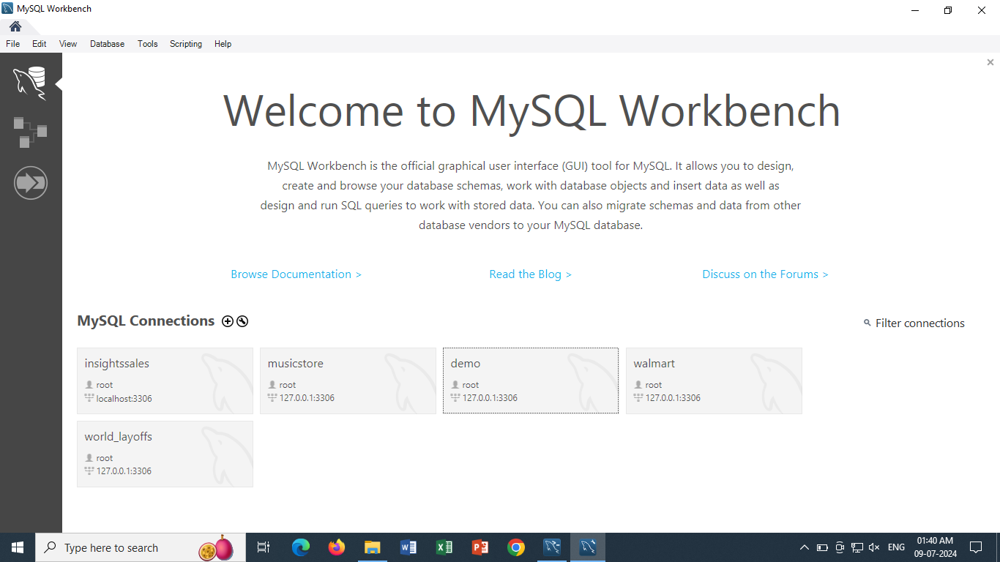 MySQL Workbench
File Edit View Database Tools Scripting Help
Welcome to MySQL Workbench
MySQL Workbench is the official graphical user interface (GUI) tool for MySQL. It allows you to design,
create and browse your database schemas, work with database objects and insert data as well as
design and run SQL queries to work with stored data. You can also migrate schemas and data from other
database vendors to your MySQL database.
Browse Documentation > Read the Blog > Discuss on the Forums >
MySQL Connections
Filter connections
insightssales
root
localhost:3306
musicstore
root
127.0.0.1:3306
demo
root
127.0.0.1:3306
walmart
root
127.0.0.1:3306
world_layoffs
root
127.0.0.1:3306
Type here to search
ENG
01:40 AM
09-07-2024